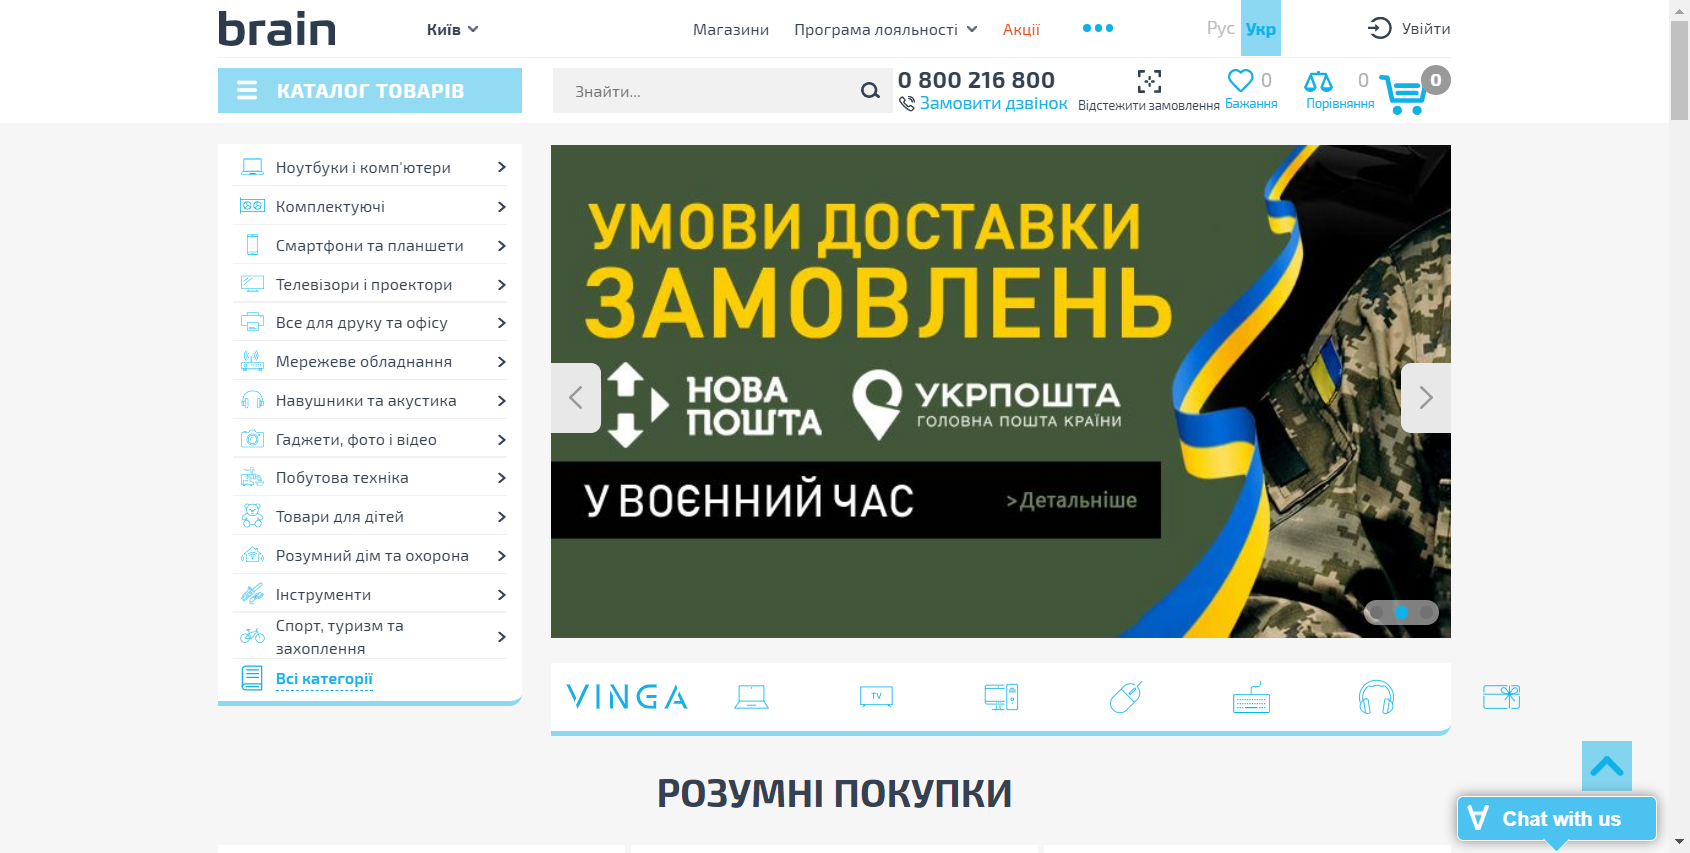 brain
Київ
Магазини
Програма лояльності
Акції
Рус
Укр
Увійти
КАТАЛОГ ТОВАРІВ
Знайти...
0 800 216 800
Замовити дзвінок
Відстежити замовлення
0
Бажання
0
Порівняння
0
Ноутбуки і комп'ютери
Комплектуючі
Смартфони та планшети
Телевізори і проектори
Все для друку та офісу
Мережеве обладнання
Навушники та акустика
Гаджети, фото і відео
Побутова техніка
Товари для дітей
Розумний дім та охорона
Інструменти
Спорт, туризм та
захоплення
Всі категорії
УМОВИ ДОСТАВКИ
ЗАМОВЛЕНЬ
НОВА
ПОШТА
УКРПОШТА
ГОЛОВНА ПОШТА КРАЇНИ
У ВОЄННИЙ ЧАС
>Детальніше
VINGA
TV
РОЗУМНІ ПОКУПКИ
Chat with us